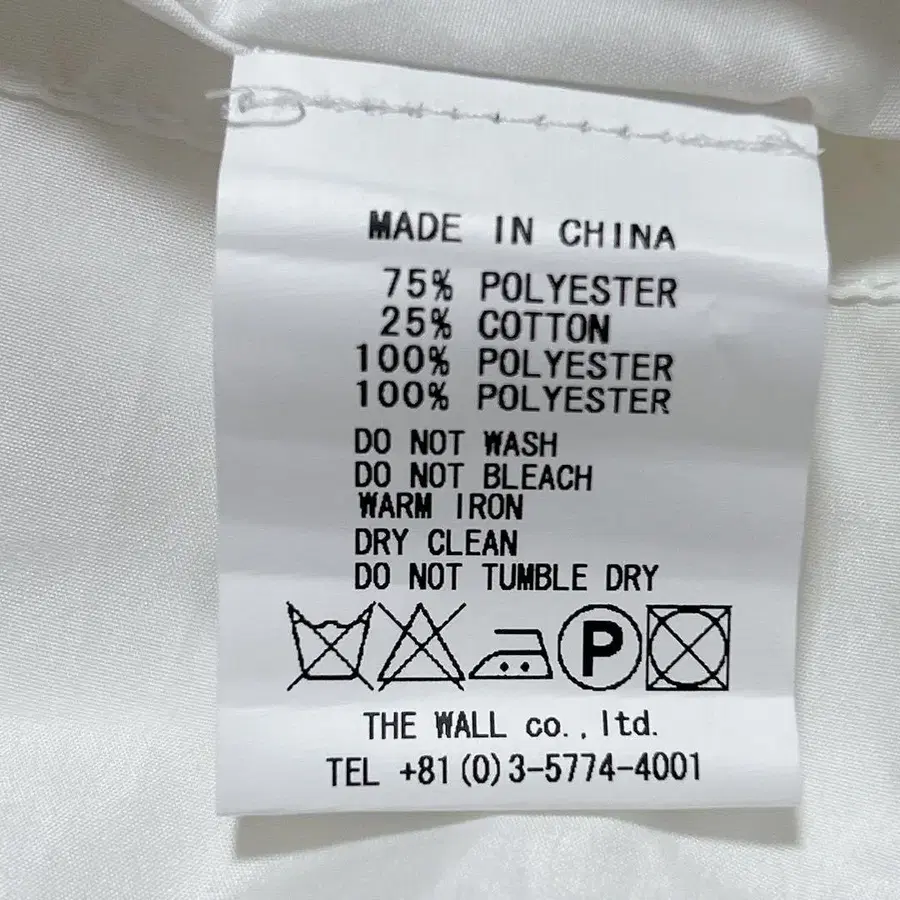 MADE IN CHINA
75% POLYESTER
25% COTTON
100% POLYESTER
100% POLYESTER
DO NOT WASH
DO NOT BLEACH
WARM IRON
DRY CLEAN
DO NOT TUMBLE DRY
P
THE WALL co.,ltd.
TEL +81(0)3-5774-4001